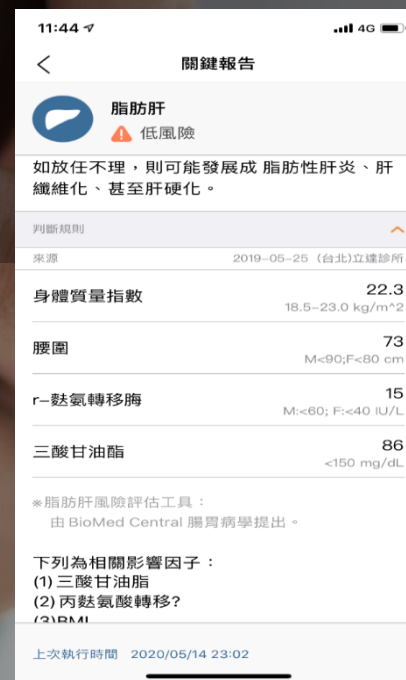 11:44
4G
關鍵報告
脂肪肝
低風險
如放任不理，則可能發展成 脂肪性肝炎、肝
纖維化、甚至肝硬化。
判斷規則
來源 2019-05-25 (台北)立達診所
身體質量指數 22.3
18.5-23.0 kg/m^2
腰圍 73
M<90;F<80 cm
r-麩氨轉移脢 15
M:<60; F:<40 IU/L
三酸甘油酯 86
<150 mg/dL
*脂肪肝風險評估工具：
由 BioMed Central 腸胃病學提出。
下列為相關影響因子：
(1) 三酸甘油脂
(2) 丙麩氨酸轉移?
(3)BMI
上次執行時間 2020/05/14 23:02